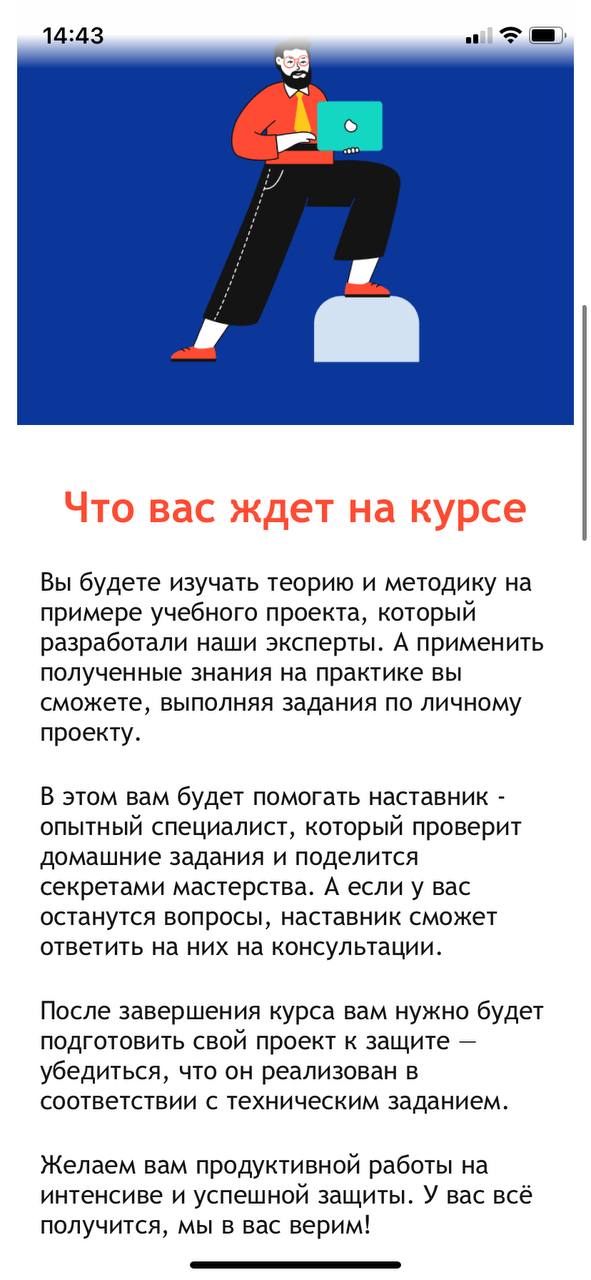 14:43
Что вас ждет на курсе
Вы будете изучать теорию и методику на
примере учебного проекта, который
разработали наши эксперты. А применить
полученные знания на практике вы
сможете, выполняя задания по личному
проекту.
В этом вам будет помогать наставник -
опытный специалист, который проверит
домашние задания и поделится
секретами мастерства. А если у вас
останутся вопросы, наставник сможет
ответить на них на консультации.
После завершения курса вам нужно будет
подготовить свой проект к защите —
убедиться, что он реализован в
соответствии с техническим заданием.
Желаем вам продуктивной работы на
интенсиве и успешной защиты. У вас всё
получится, мы в вас верим!